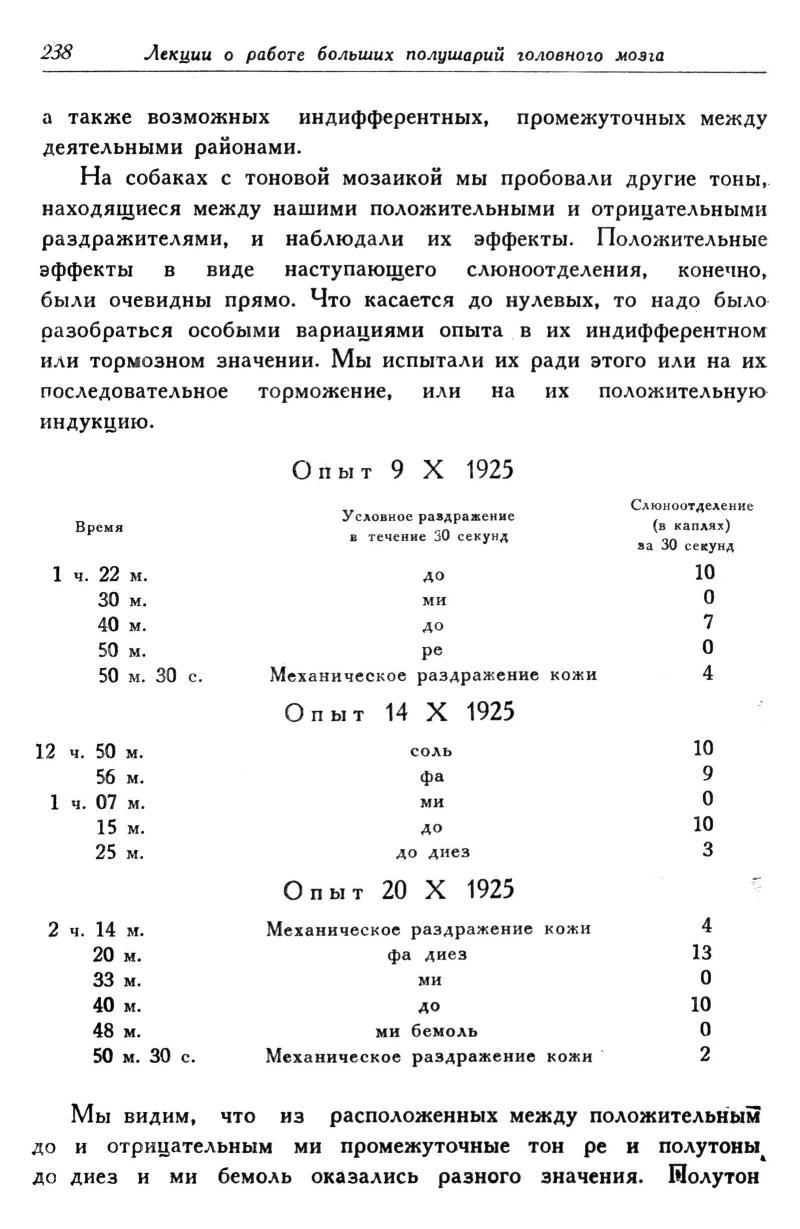 238 Лекции о работе больших полушарий головного мозга
а также возможных индифферентных, промежуточных между
деятельными районами.
На собаках с тоновой мозаикой мы пробовали другие тоны,
находящиеся между нашими положительными и отрицательными
раздражителями, и наблюдали их эффекты. Положительные
эффекты в виде наступающего слюноотделения, конечно,
были очевидны прямо. Что касается до нулевых, то надо было
разобраться особыми вариациями опыта в их индифферентном
или тормозном значении. Мы испытали их ради этого или на их
последовательное торможение, или на их положительную
индукцию.
Опыт 9 X 1925
Время Условное раздражение в течение 30 секунд Слюноотделение (в каплях) за 30 секунд
1 ч. 22 м. до 10
30 м. ми 0
40 м. до 7
50 м. ре 0
50 м. 30 с. Механическое раздражение кожи 4
Опыт 14 X 1925
12 ч. 50 м. соль 10
56 м. фа 9
1 ч. 07 м. ми 0
15 м. до 10
25 м. до диез 3
Опыт 20 X 1925
2 ч. 14 м. Механическое раздражение кожи 4
20 м. фа диез 13
33 м. ми 0
40 м. до 10
48 м. ми бемоль 0
50 м. 30 с. Механическое раздражение кожи 2
Мы видим, что из расположенных между положительным
до и отрицательным ми промежуточные тон ре и полутоны
до диез и ми бемоль оказались разного значения. Полутон